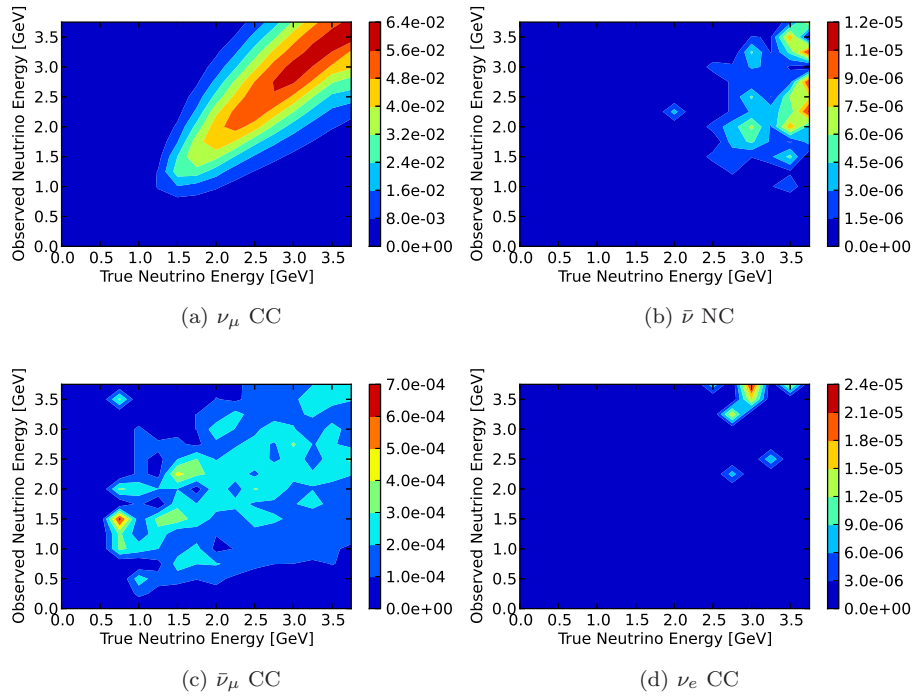 Observed Neutrino Energy [GeV]
3.5
3.0
2.5
2.0
1.5
1.0
0.5
0.0
0.0 0.5 1.0 1.5 2.0 2.5 3.0 3.5
True Neutrino Energy [GeV]
6.4e-02
5.6e-02
4.8e-02
4.0e-02
3.2e-02
2.4e-02
1.6e-02
8.0e-03
0.0e+00
(a) νμ CC
Observed Neutrino Energy [GeV]
3.5
3.0
2.5
2.0
1.5
1.0
0.5
0.0
0.0 0.5 1.0 1.5 2.0 2.5 3.0 3.5
True Neutrino Energy [GeV]
1.2e-05
1.1e-05
9.0e-06
7.5e-06
6.0e-06
4.5e-06
3.0e-06
1.5e-06
0.0e+00
(b) ν̄ NC
Observed Neutrino Energy [GeV]
3.5
3.0
2.5
2.0
1.5
1.0
0.5
0.0
0.0 0.5 1.0 1.5 2.0 2.5 3.0 3.5
True Neutrino Energy [GeV]
7.0e-04
6.0e-04
5.0e-04
4.0e-04
3.0e-04
2.0e-04
1.0e-04
0.0e+00
(c) ν̄μ CC
Observed Neutrino Energy [GeV]
3.5
3.0
2.5
2.0
1.5
1.0
0.5
0.0
0.0 0.5 1.0 1.5 2.0 2.5 3.0 3.5
True Neutrino Energy [GeV]
2.4e-05
2.1e-05
1.8e-05
1.5e-05
1.2e-05
9.0e-06
6.0e-06
3.0e-06
0.0e+00
(d) νe CC